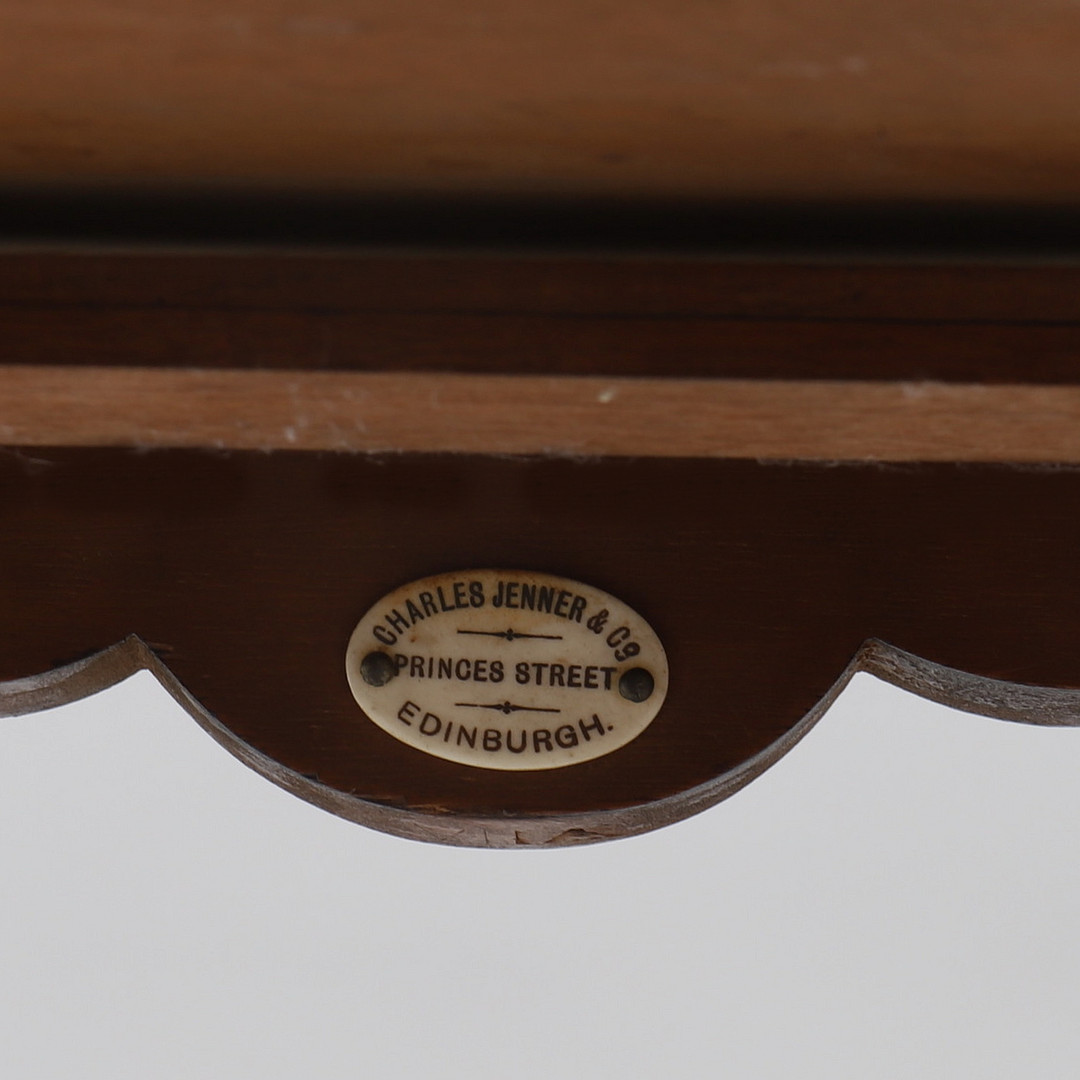 CHARLES JENNER & Co
PRINCES STREET
EDINBURGH.